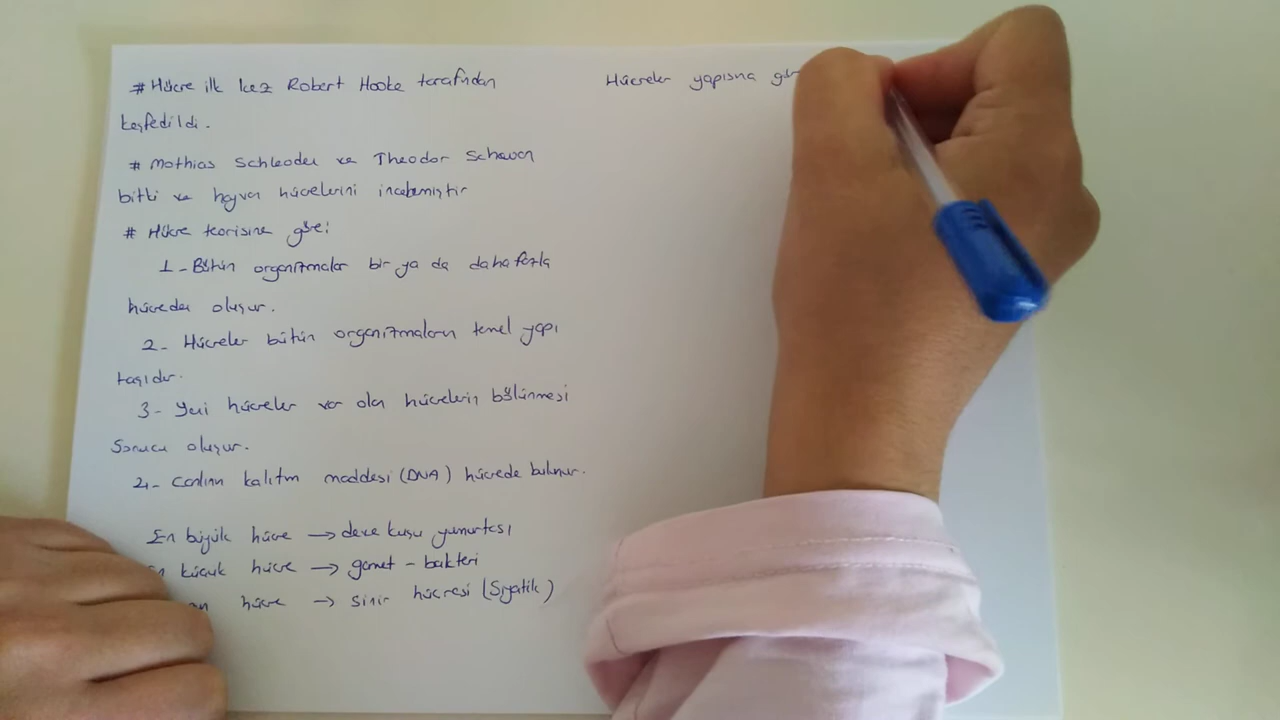 # Hücre ilk kez Robert Hooke tarafından
keşfedildi.
# Mathias Schleiden ve Theodor Schwan
bitki ve hayvan hücrelerini incelemiştir
# Hücre teorisine göre;
1- Bütün organizmalar bir ya da daha fazla
hücreden oluşur.
2- Hücreler bütün organizmaların temel yapı
taşıdır.
3- Yeni hücreler var olan hücrelerin bölünmesi
sonucu oluşur.
4- Canlının kalıtım maddesi (DNA) hücrede bulunur.
En büyük hücre → deve kuşu yumurtası
küçük hücre → gamet - bakteri
hücre → sinir hücresi (Siyatik)
Hücreler yapısına